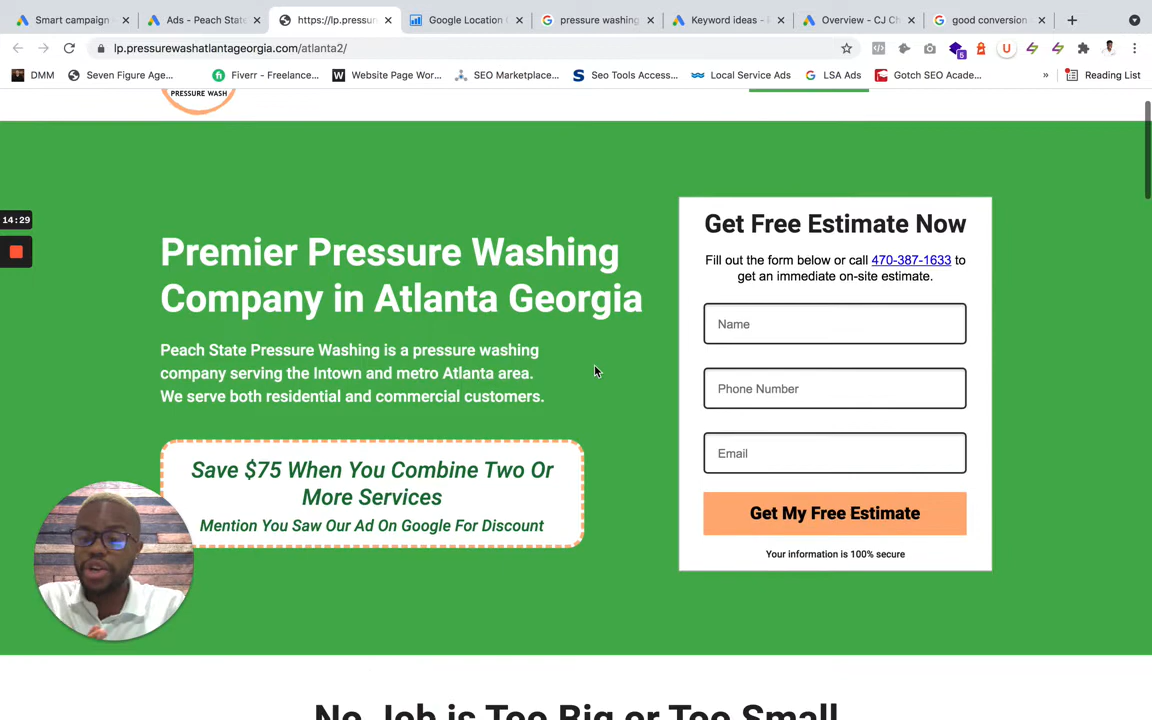 Smart campaign
Ads - Peach State
https://lp.pressur
Google Location
pressure washing
Keyword ideas -
Overview - CJ Ch
good conversion
lp.pressurewashatlantageorgia.com/atlanta2/
5
U
DMM
Seven Figure Age...
Fiverr - Freelance...
W
Website Page Wor...
SEO Marketplace...
S
Seo Tools Access...
Local Service Ads
LSA Ads
Gotch SEO Acade...
»
Reading List
PRESSURE WASH
14:29
Premier Pressure Washing
Company in Atlanta Georgia
Peach State Pressure Washing is a pressure washing
company serving the Intown and metro Atlanta area.
We serve both residential and commercial customers.
Save $75 When You Combine Two Or
More Services
Mention You Saw Our Ad On Google For Discount
Get Free Estimate Now
Fill out the form below or call 470-387-1633 to
get an immediate on-site estimate.
Name
Phone Number
Email
Get My Free Estimate
Your information is 100% secure
No Job is Too Big or Too Small